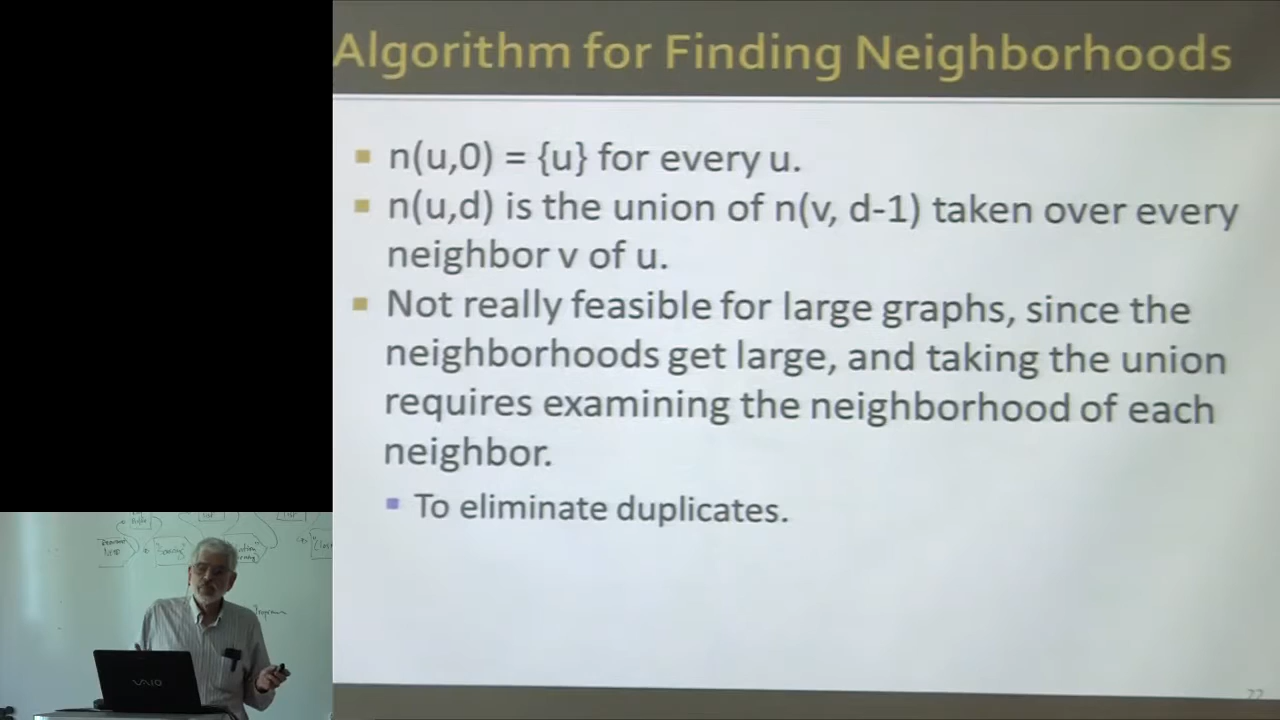 Algorithm for Finding Neighborhoods
n(u,0) = {u} for every u.
n(u,d) is the union of n(v, d-1) taken over every
neighbor v of u.
Not really feasible for large graphs, since the
neighborhoods get large, and taking the union
requires examining the neighborhood of each
neighbor.
To eliminate duplicates.
VAIO